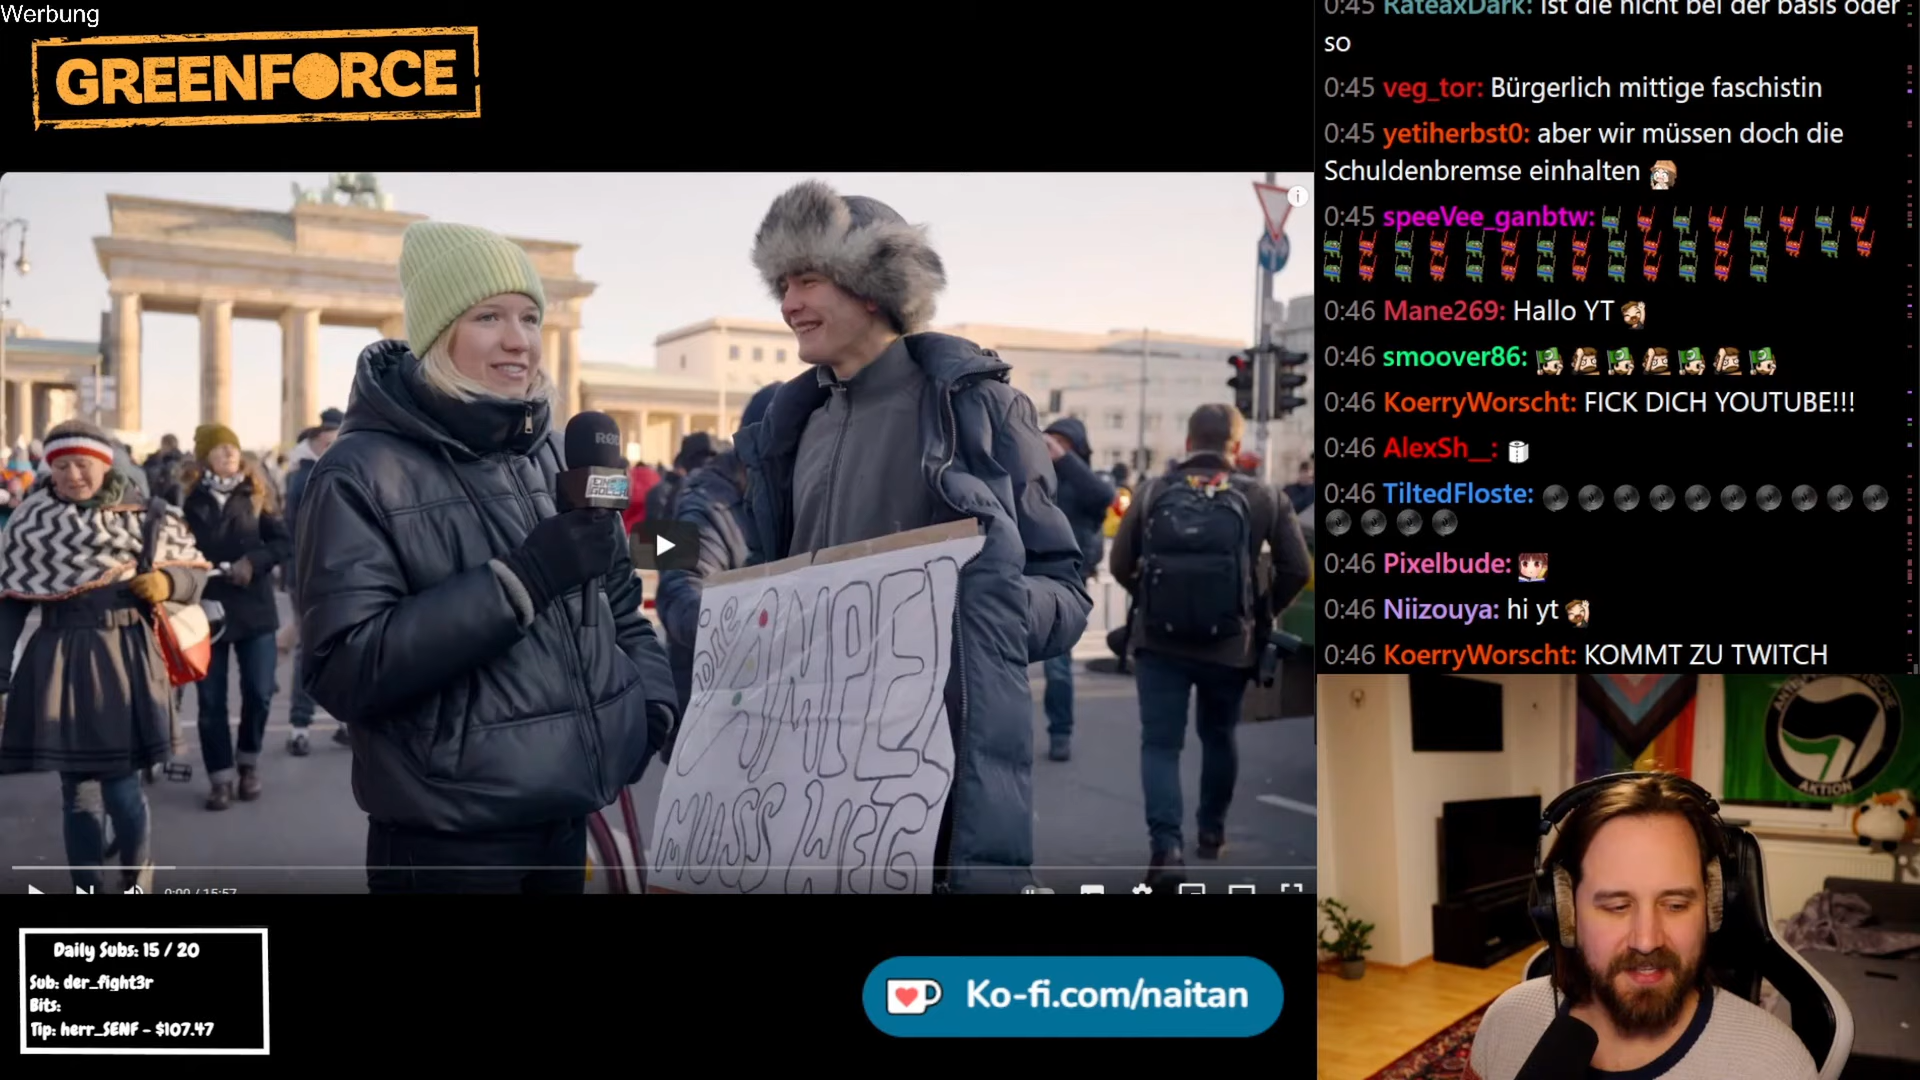 Werbung
GREENFORCE
DIE AMPEL
MUSS WEG
0:00 / 15:57
Daily Subs: 15 / 20
Sub: der_fight3r
Bits:
Tip: herr_SENF - $107.47
Ko-fi.com/naitan
0:45 RateaxDark: ist die nicht bei der basis oder
so
0:45 veg_tor: Bürgerlich mittige faschistin
0:45 yetiherbst0: aber wir müssen doch die
Schuldenbremse einhalten
0:45 speeVee_ganbtw:
0:46 Mane269: Hallo YT
0:46 smoover86:
0:46 KoerryWorscht: FICK DICH YOUTUBE!!!
0:46 AlexSh__:
0:46 TiltedFloste:
0:46 Pixelbude:
0:46 Niizouya: hi yt
0:46 KoerryWorscht: KOMMT ZU TWITCH
AKTION